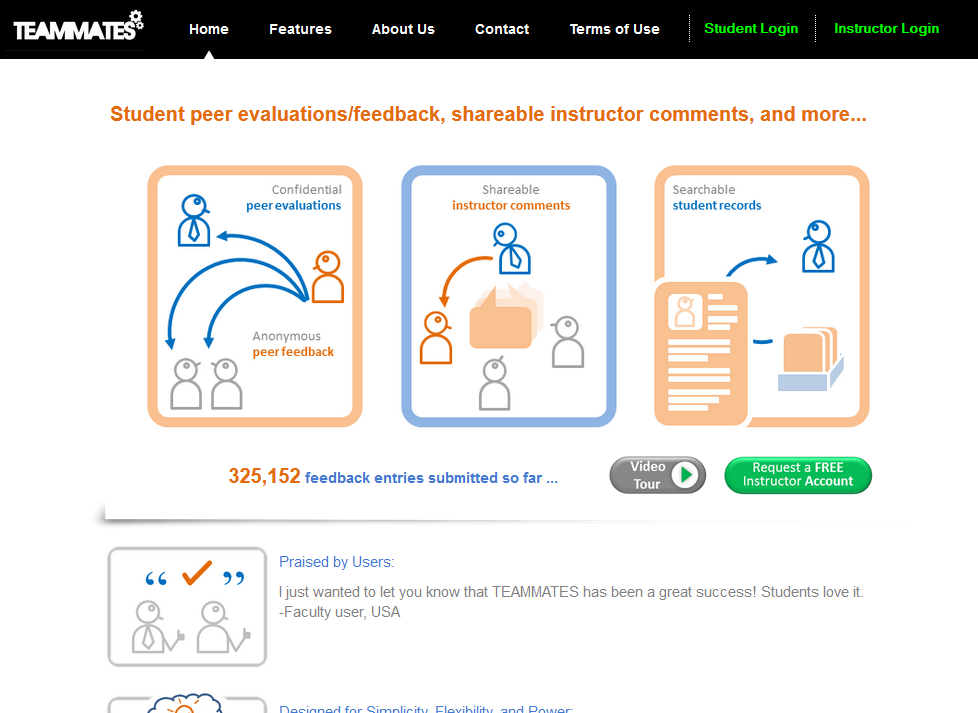 TEAMMATES
Home
Features
About Us
Contact
Terms of Use
Student Login
Instructor Login
Student peer evaluations/feedback, shareable instructor comments, and more...
Confidential
peer evaluations
Anonymous
peer feedback
Shareable
instructor comments
Searchable
student records
325,152 feedback entries submitted so far ...
Video
Tour
Request a FREE
Instructor Account
Praised by Users:
I just wanted to let you know that TEAMMATES has been a great success! Students love it.
-Faculty user, USA
Designed for Simplicity, Flexibility, and Power: